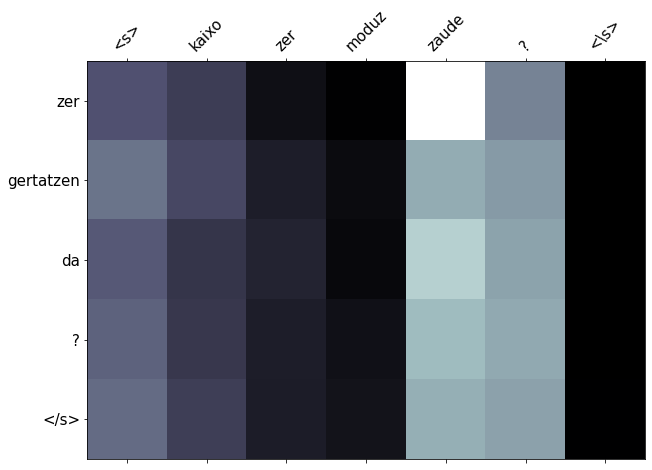 <s> kaixo zer moduz zaude ? <\s>
zer
gertatzen
da
?
</s>